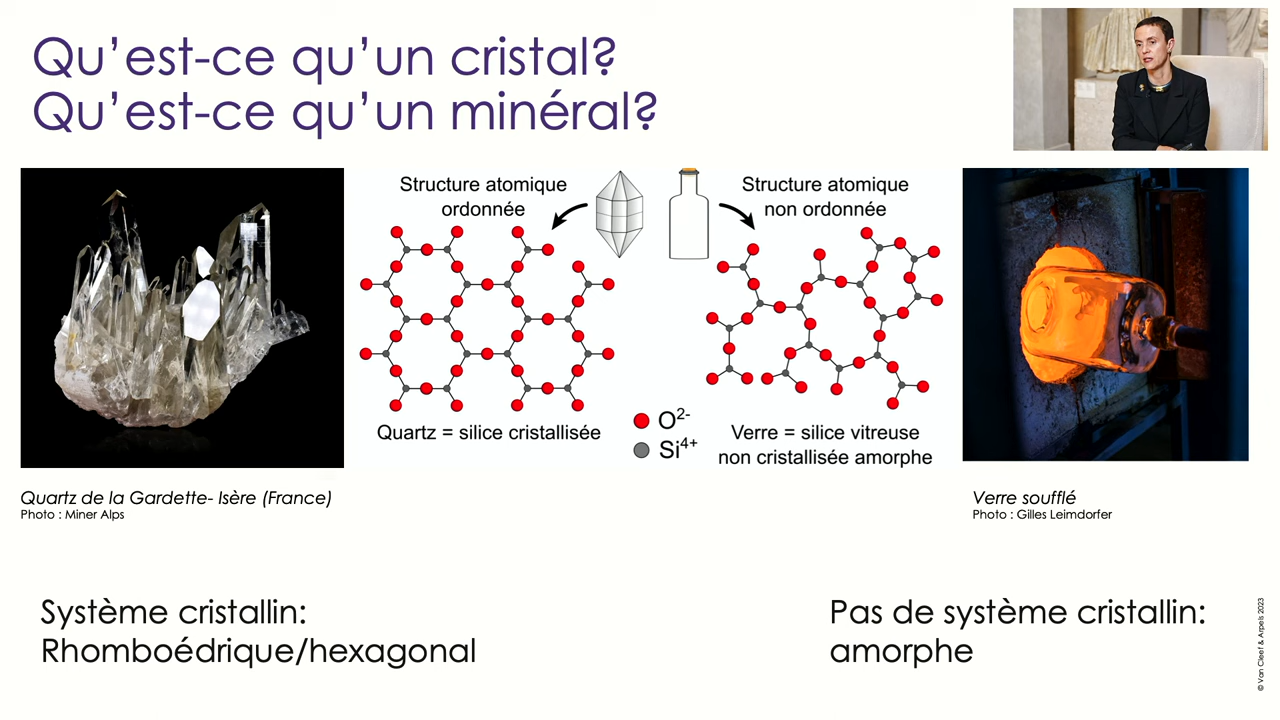 Qu’est-ce qu’un cristal?
Qu’est-ce qu’un minéral?
Structure atomique
ordonnée
Structure atomique
non ordonnée
Quartz = silice cristallisée
O2-
Si4+
Verre = silice vitreuse
non cristallisée amorphe
Quartz de la Gardette- Isère (France)
Photo : Miner Alps
Verre soufflé
Photo : Gilles Leimdorfer
Système cristallin:
Rhomboédrique/hexagonal
Pas de système cristallin:
amorphe
© Van Cleef & Arpels 2023